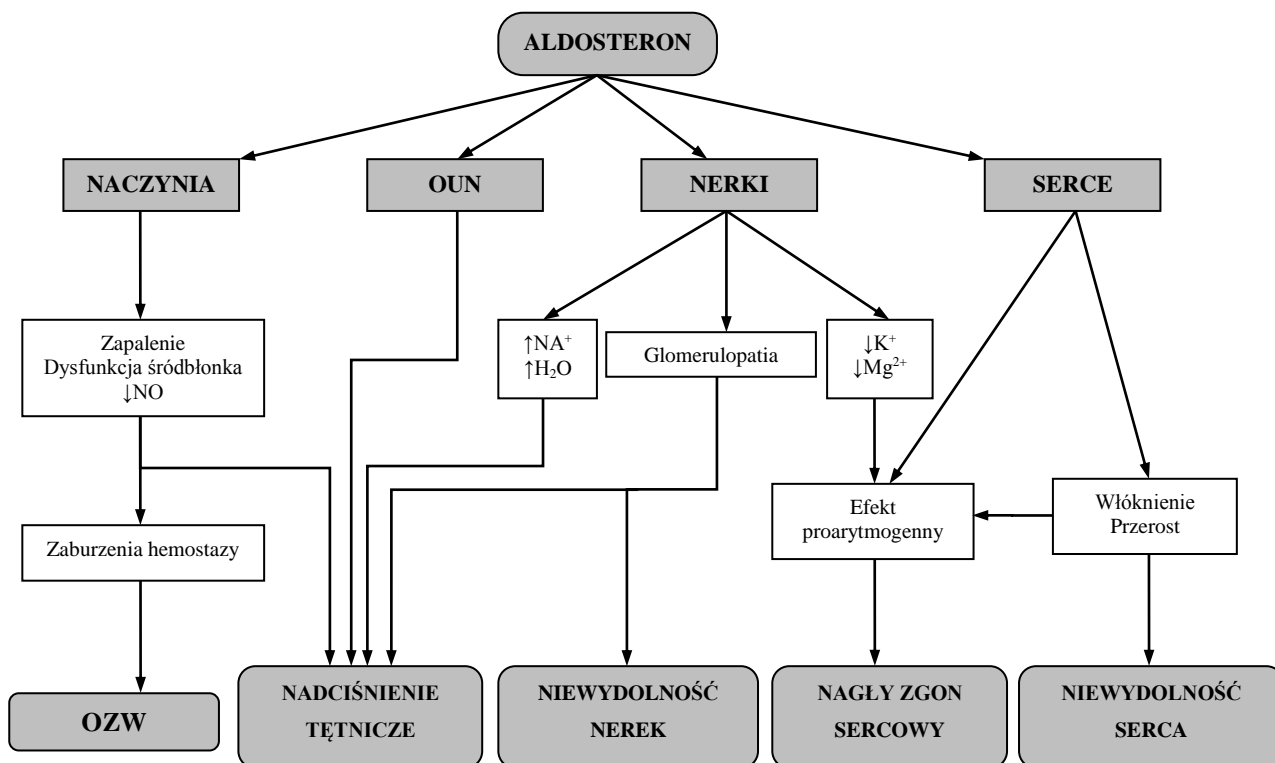 ALDOSTERON
NACZYNIA
OUN
NERKI
SERCE
Zapalenie
Dysfunkcja śródbłonka
↓NO
↑NA⁺
↑H₂O
Glomerulopatia
↓K⁺
↓Mg²⁺
Zaburzenia hemostazy
Efekt
proarytmogenny
Włóknienie
Przerost
OZW
NADCIŚNIENIE
TĘTNICZE
NIEWYDOLNOŚĆ
NEREK
NAGŁY ZGON
SERCOWY
NIEWYDOLNOŚĆ
SERCA